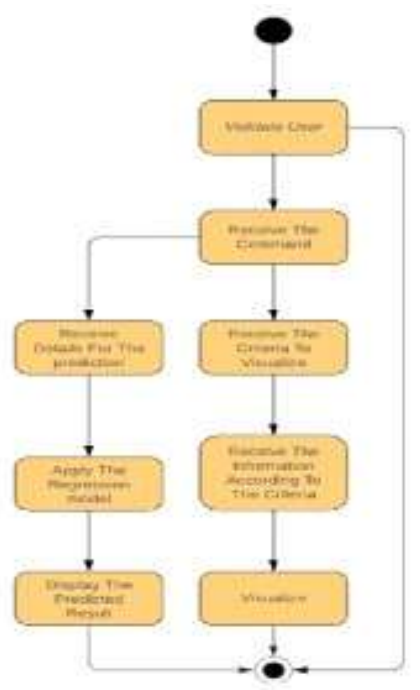 Validate User
Receive The
Command
Receive
Details For The
prediction
Receive The
Criteria To
Visualize
Apply The
Regression
model
Receive The
Information
According To
The Criteria
Display The
Predicted
Result
Visualize